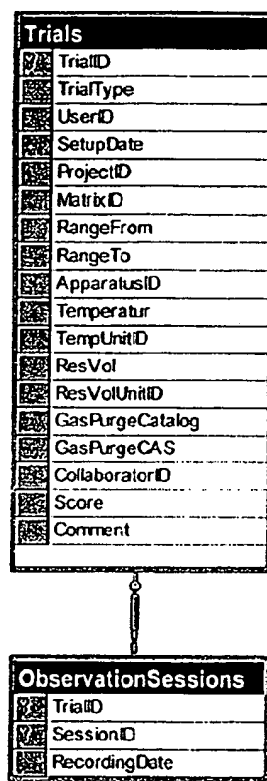 Trials
TrialID
TrialType
UserID
SetupDate
ProjectID
MatrixID
RangeFrom
RangeTo
ApparatusID
Temperatur
TempUnitID
ResVol
ResVolUnitID
GasPurgeCatalog
GasPurgeCAS
CollaboratorID
Score
Comment
ObservationSessions
TrialID
SessionID
RecordingDate